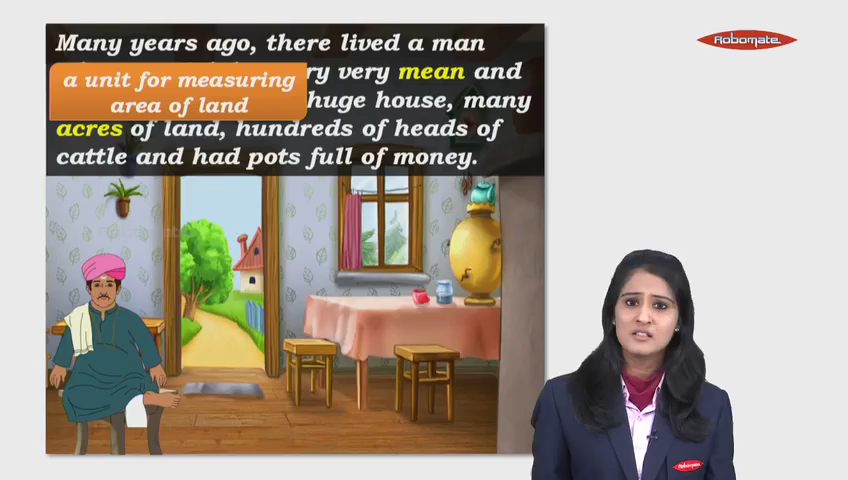 Robomate
Many years ago, there lived a man
very mean and
a unit for measuring
area of land
huge house, many
acres of land, hundreds of heads of
cattle and had pots full of money.
Robomate